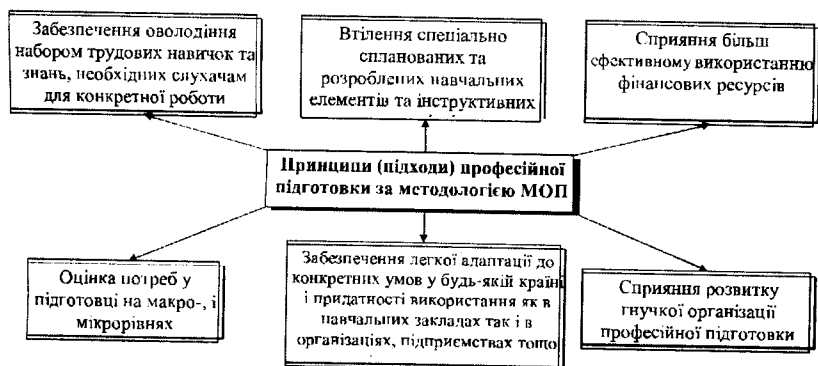 Забезпечення оволодіння
набором трудових навичок та
знань, необхідних слухачам
для конкретної роботи
Втілення спеціально
спланованих та
розроблених навчальних
елементів та інструктивних
Сприяння більш
ефективному використанню
фінансових ресурсів
Принципи (підходи) професійної
підготовки за методологією МОП
Оцінка потреб у
підготовці на макро-, і
мікрорівнях
Забезпечення легкої адаптації до
конкретних умов у будь-якій країні
і придатності використання як в
навчальних закладах так і в
організаціях, підприємствах тощо
Сприяння розвитку
гнучкої організації
професійної підготовки